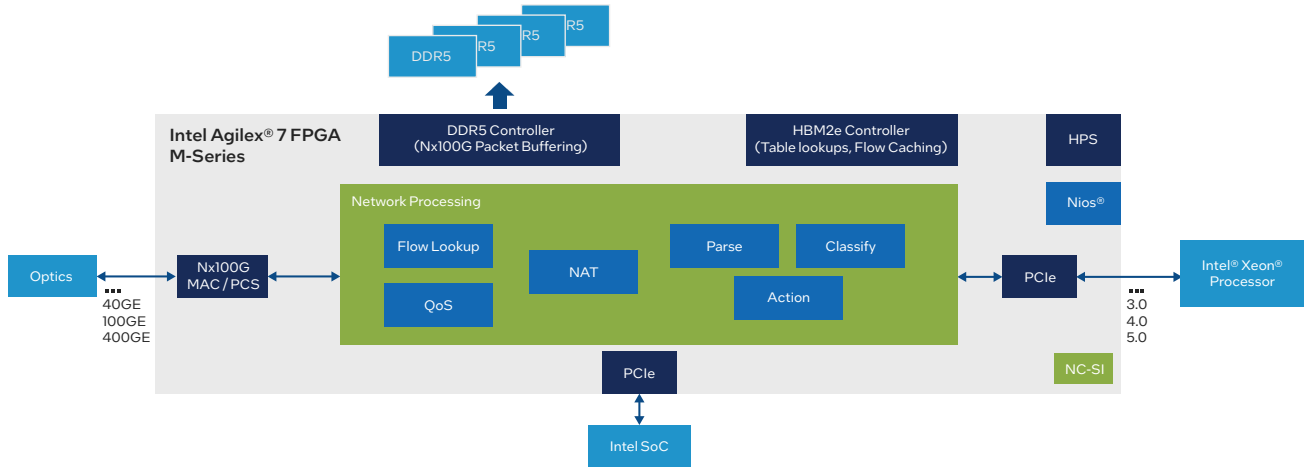 R5
R5
R5
DDR5
Intel Agilex® 7 FPGA
M-Series
DDR5 Controller
(Nx100G Packet Buffering)
HBM2e Controller
(Table lookups, Flow Caching)
HPS
Nios®
Network Processing
Flow Lookup
QoS
NAT
Parse
Classify
Action
Optics
...
40GE
100GE
400GE
Nx100G
MAC / PCS
PCIe
...
3.0
4.0
5.0
Intel® Xeon®
Processor
NC-SI
PCIe
Intel SoC